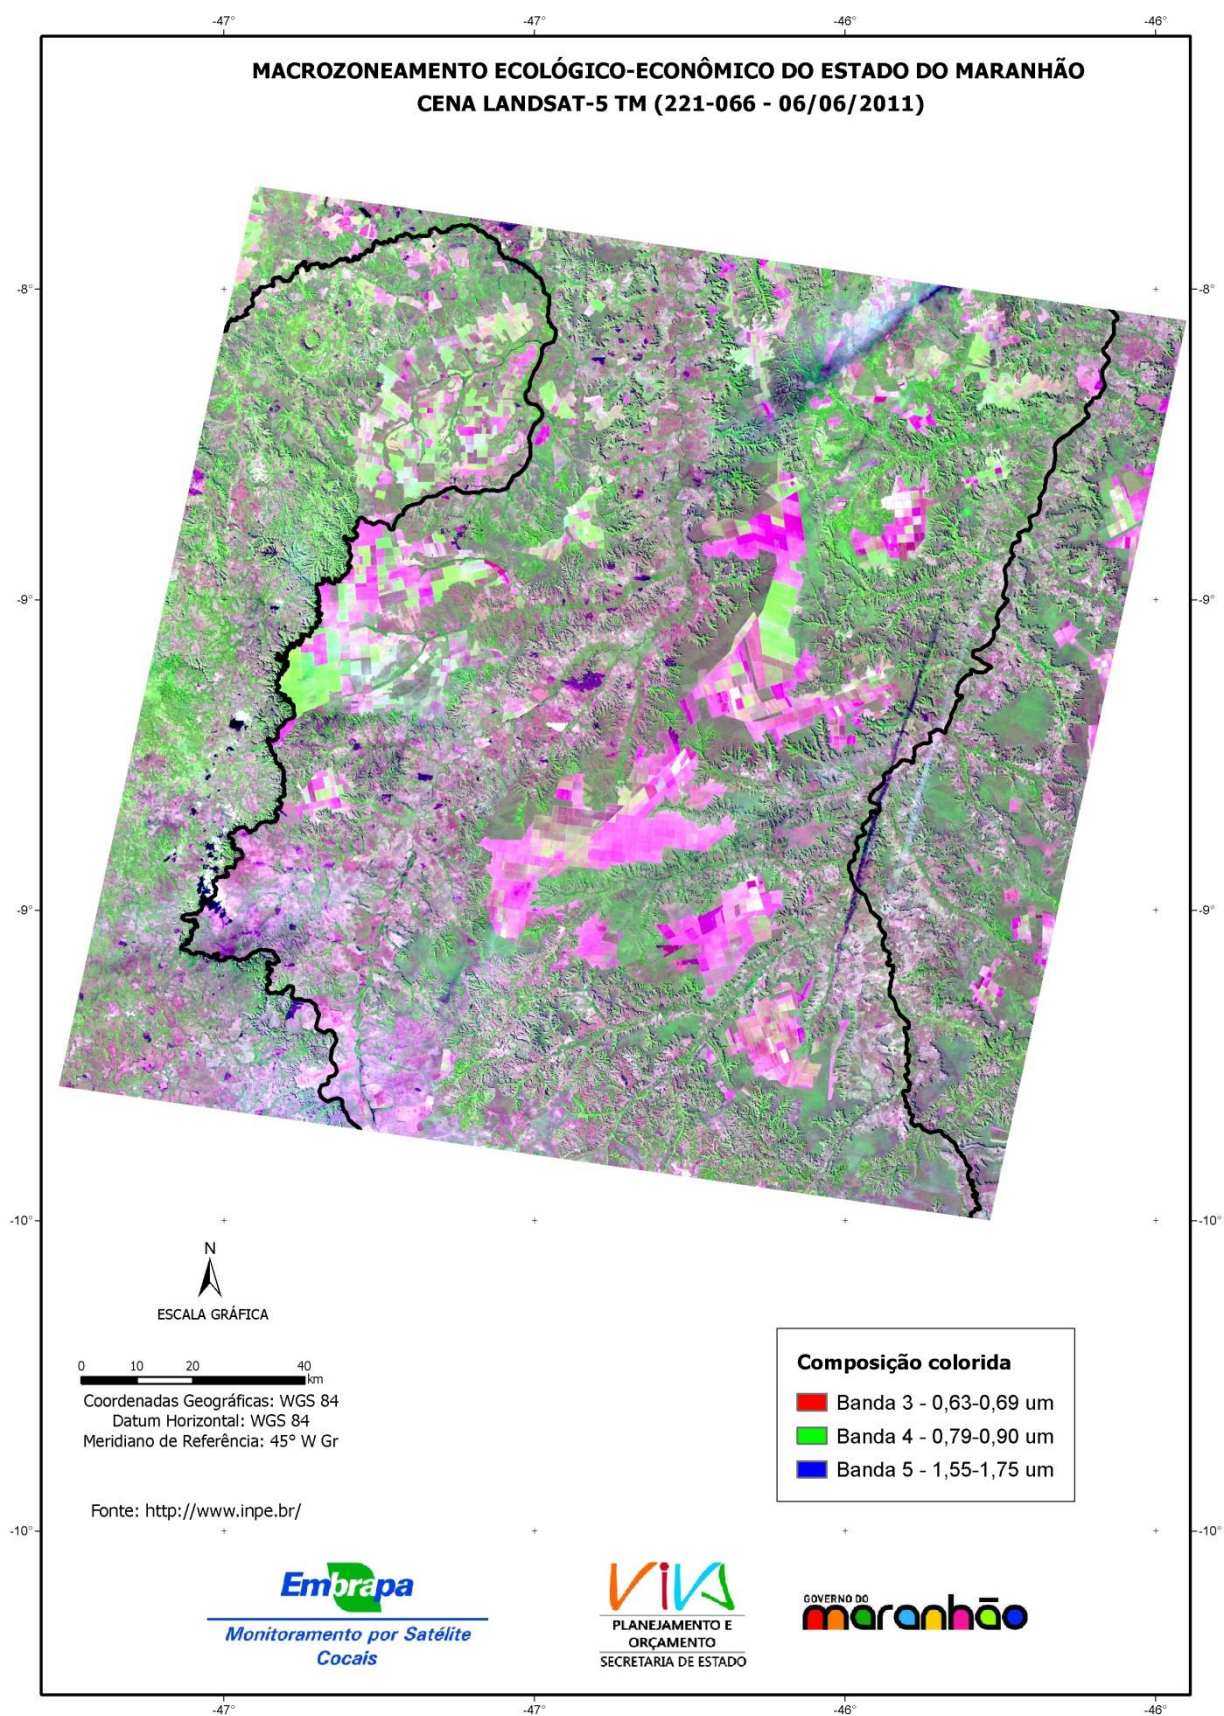 -47° -47° -46° -46°
MACROZONEAMENTO ECOLÓGICO-ECONÔMICO DO ESTADO DO MARANHÃO
CENA LANDSAT-5 TM (221-066 - 06/06/2011)
-8° -8°
-9° -9°
-9° -9°
-10° -10°
N
ESCALA GRÁFICA
0 10 20 40
km
Coordenadas Geográficas: WGS 84
Datum Horizontal: WGS 84
Meridiano de Referência: 45° W Gr
Composição colorida
Banda 3 - 0,63-0,69 um
Banda 4 - 0,79-0,90 um
Banda 5 - 1,55-1,75 um
Fonte: http://www.inpe.br/
-10° -10°
Embrapa
Monitoramento por Satélite
Cocais
VIVA
PLANEJAMENTO E
ORÇAMENTO
SECRETARIA DE ESTADO
GOVERNO DO
maranhão
-47° -47° -46° -46°